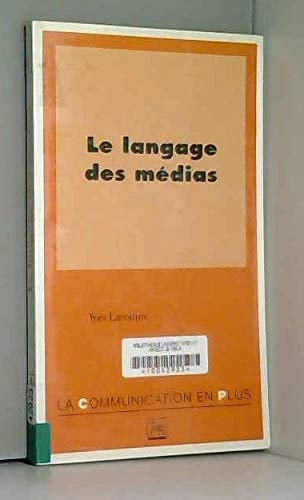 Le langage
des médias
Yves Lavoinne
LA COMMUNICATION EN PLUS